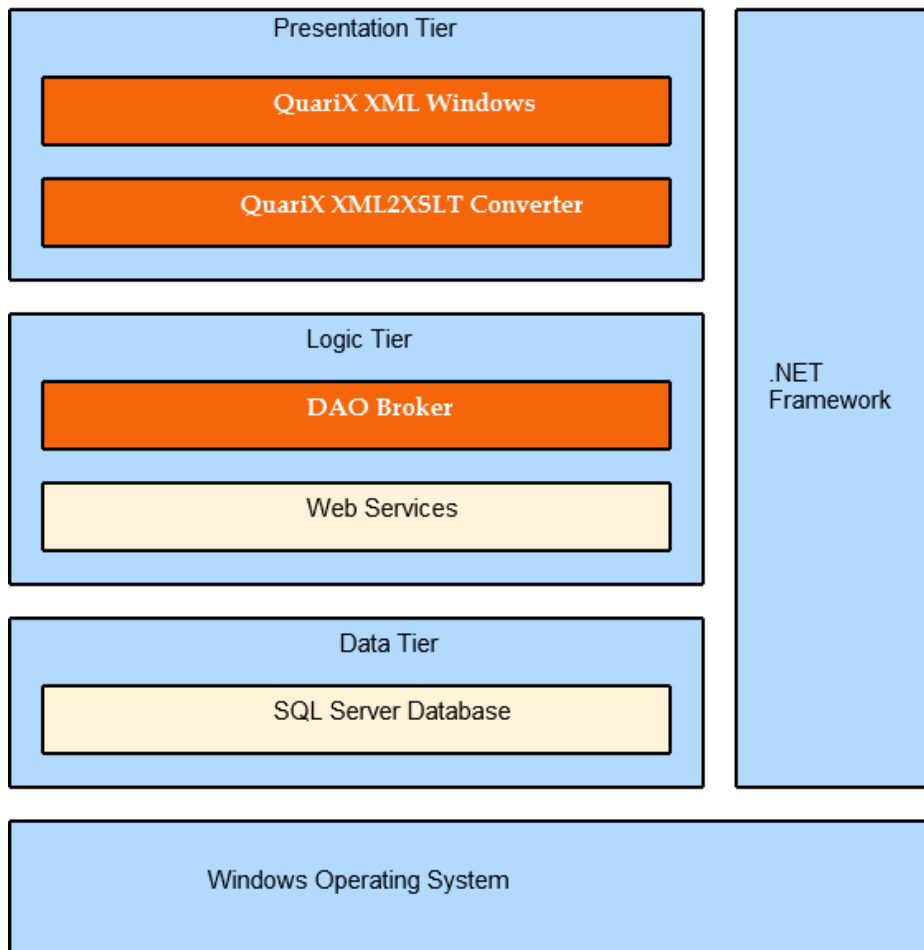 Presentation Tier
QuariX XML Windows
QuariX XML2XSLT Converter
Logic Tier
DAO Broker
Web Services
Data Tier
SQL Server Database
.NET
Framework
Windows Operating System